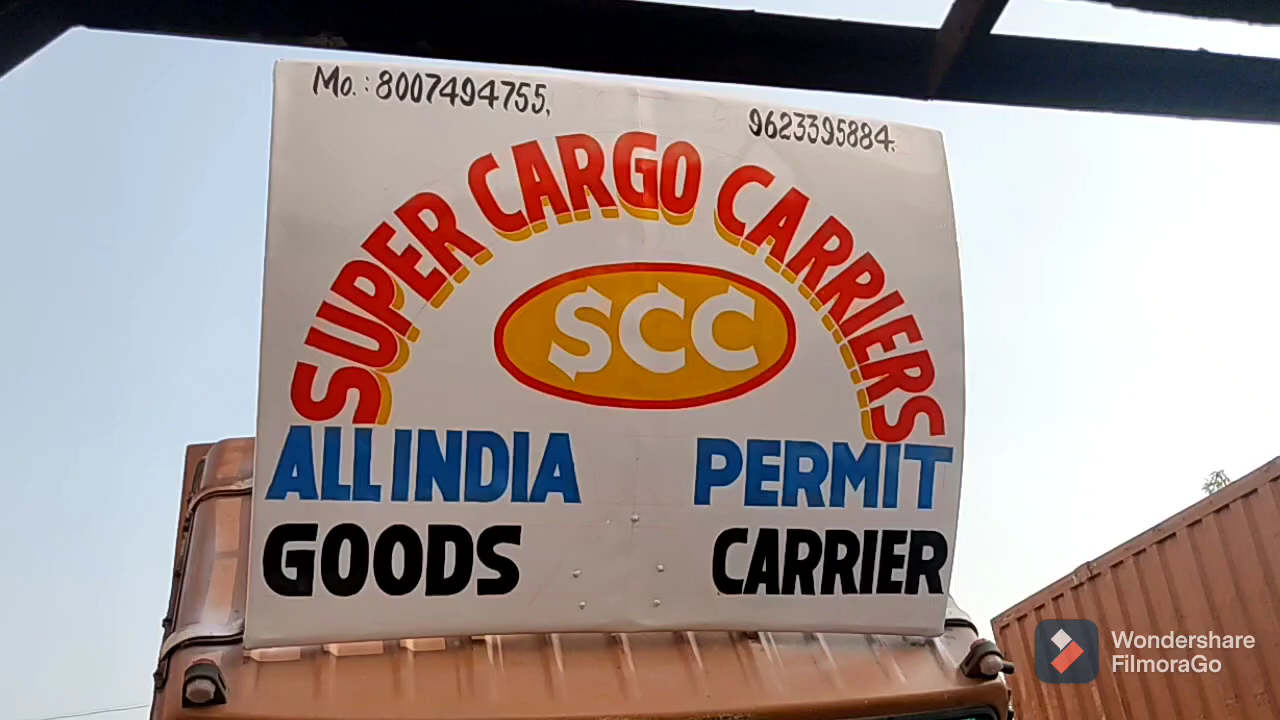 Mo.: 8007494755,
9623395884.
SUPER CARGO CARRIERS
SCC
ALL INDIA PERMIT
GOODS CARRIER
Wondershare
FilmoraGo